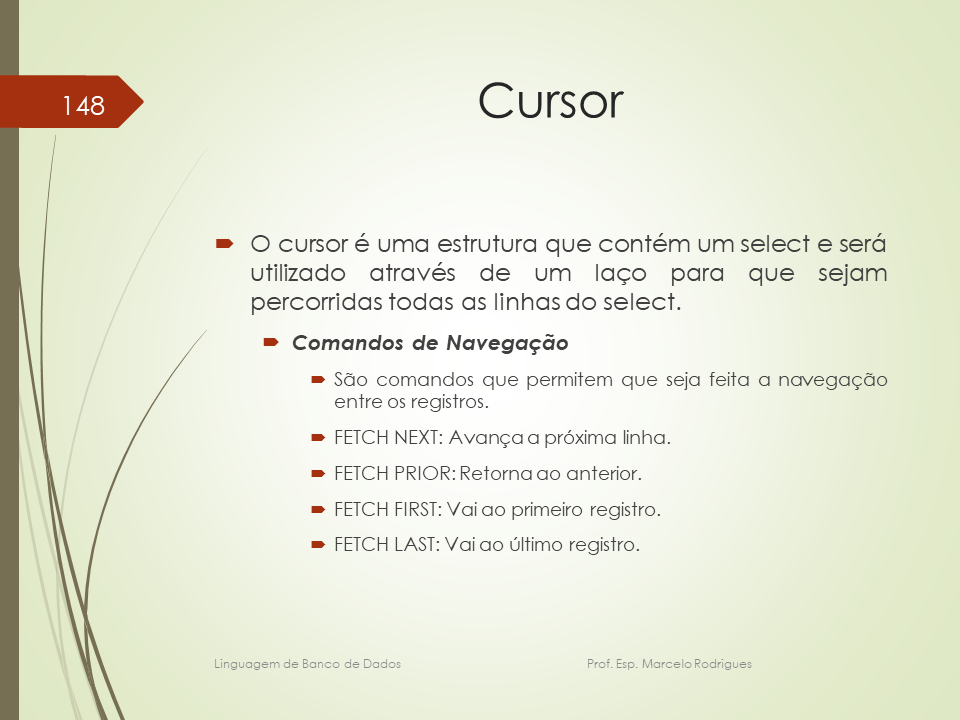 148
Cursor
O cursor é uma estrutura que contém um select e será
utilizado através de um laço para que sejam
percorridas todas as linhas do select.
Comandos de Navegação
São comandos que permitem que seja feita a navegação
entre os registros.
FETCH NEXT: Avança a próxima linha.
FETCH PRIOR: Retorna ao anterior.
FETCH FIRST: Vai ao primeiro registro.
FETCH LAST: Vai ao último registro.
Linguagem de Banco de Dados Prof. Esp. Marcelo Rodrigues